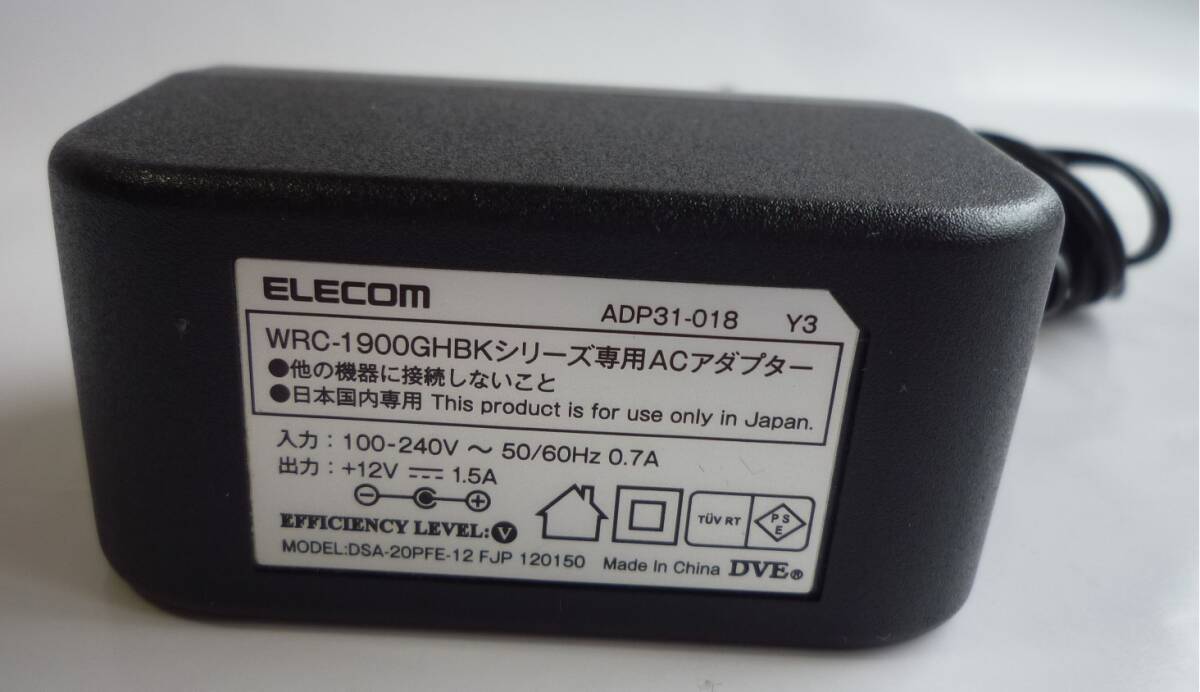 ELECOM
ADP31-018 Y3
WRC-1900GHBKシリーズ専用ACアダプター
●他の機器に接続しないこと
●日本国内専用 This product is for use only in Japan.
入力：100-240V ～ 50/60Hz 0.7A
出力：+12V ⎓ 1.5A
EFFICIENCY LEVEL:Ⓥ
TÜV RT
PSE
MODEL:DSA-20PFE-12 FJP 120150 Made In China DVE®